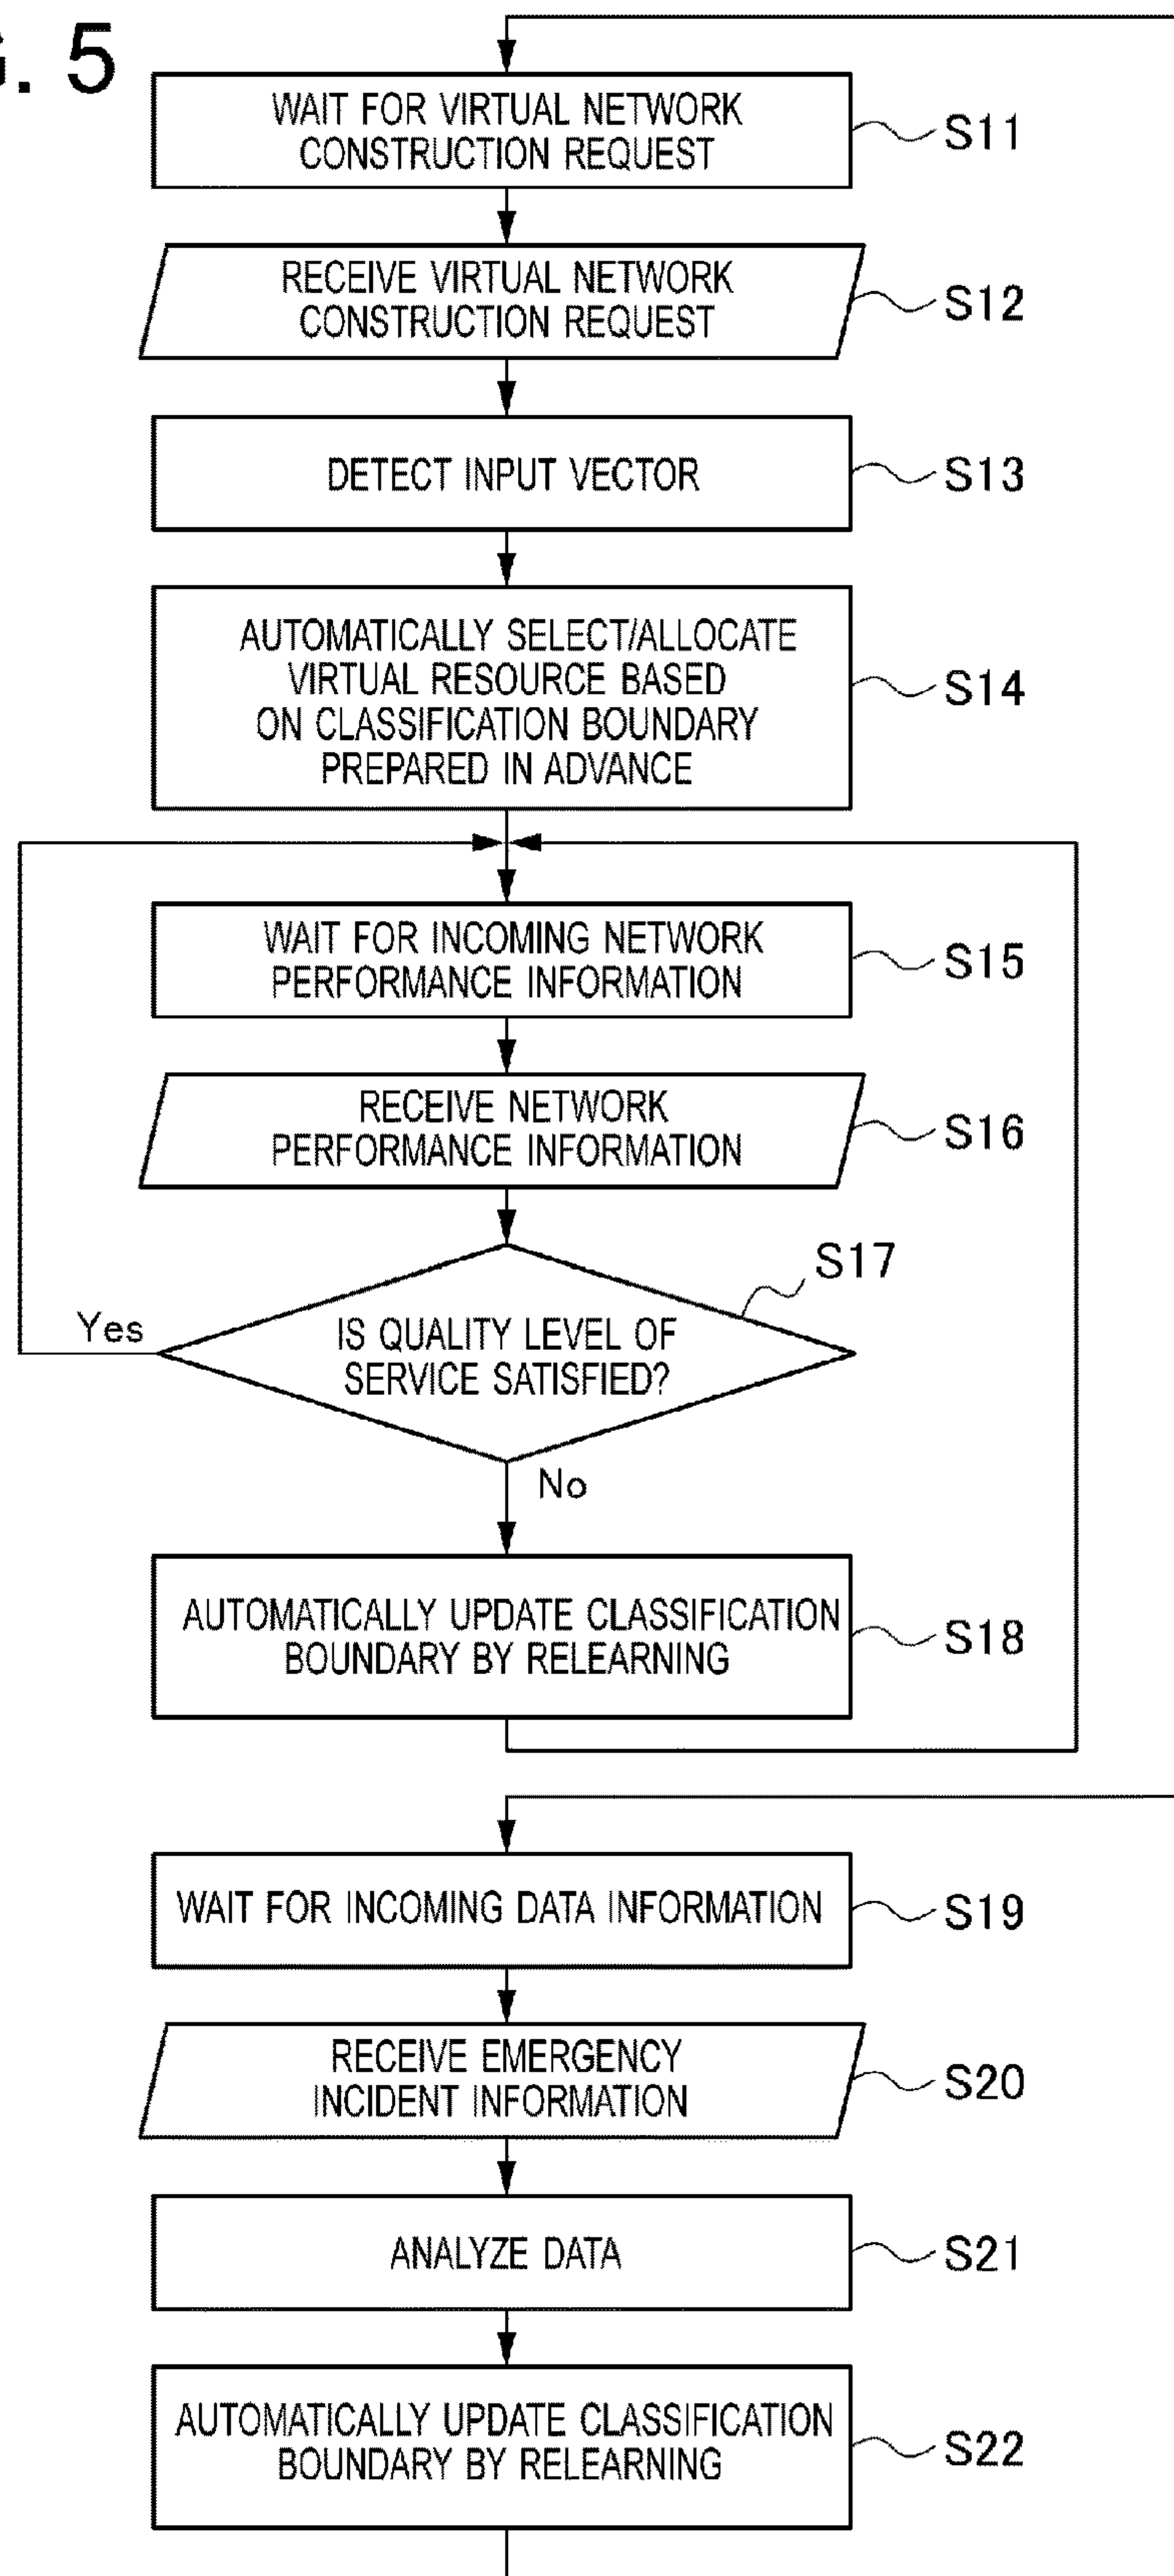 G. 5
WAIT FOR VIRTUAL NETWORK
CONSTRUCTION REQUEST
S11
RECEIVE VIRTUAL NETWORK
CONSTRUCTION REQUEST
S12
DETECT INPUT VECTOR
S13
AUTOMATICALLY SELECT/ALLOCATE
VIRTUAL RESOURCE BASED
ON CLASSIFICATION BOUNDARY
PREPARED IN ADVANCE
S14
WAIT FOR INCOMING NETWORK
PERFORMANCE INFORMATION
S15
RECEIVE NETWORK
PERFORMANCE INFORMATION
S16
S17
Yes
IS QUALITY LEVEL OF
SERVICE SATISFIED?
No
AUTOMATICALLY UPDATE CLASSIFICATION
BOUNDARY BY RELEARNING
S18
WAIT FOR INCOMING DATA INFORMATION
S19
RECEIVE EMERGENCY
INCIDENT INFORMATION
S20
ANALYZE DATA
S21
AUTOMATICALLY UPDATE CLASSIFICATION
BOUNDARY BY RELEARNING
S22